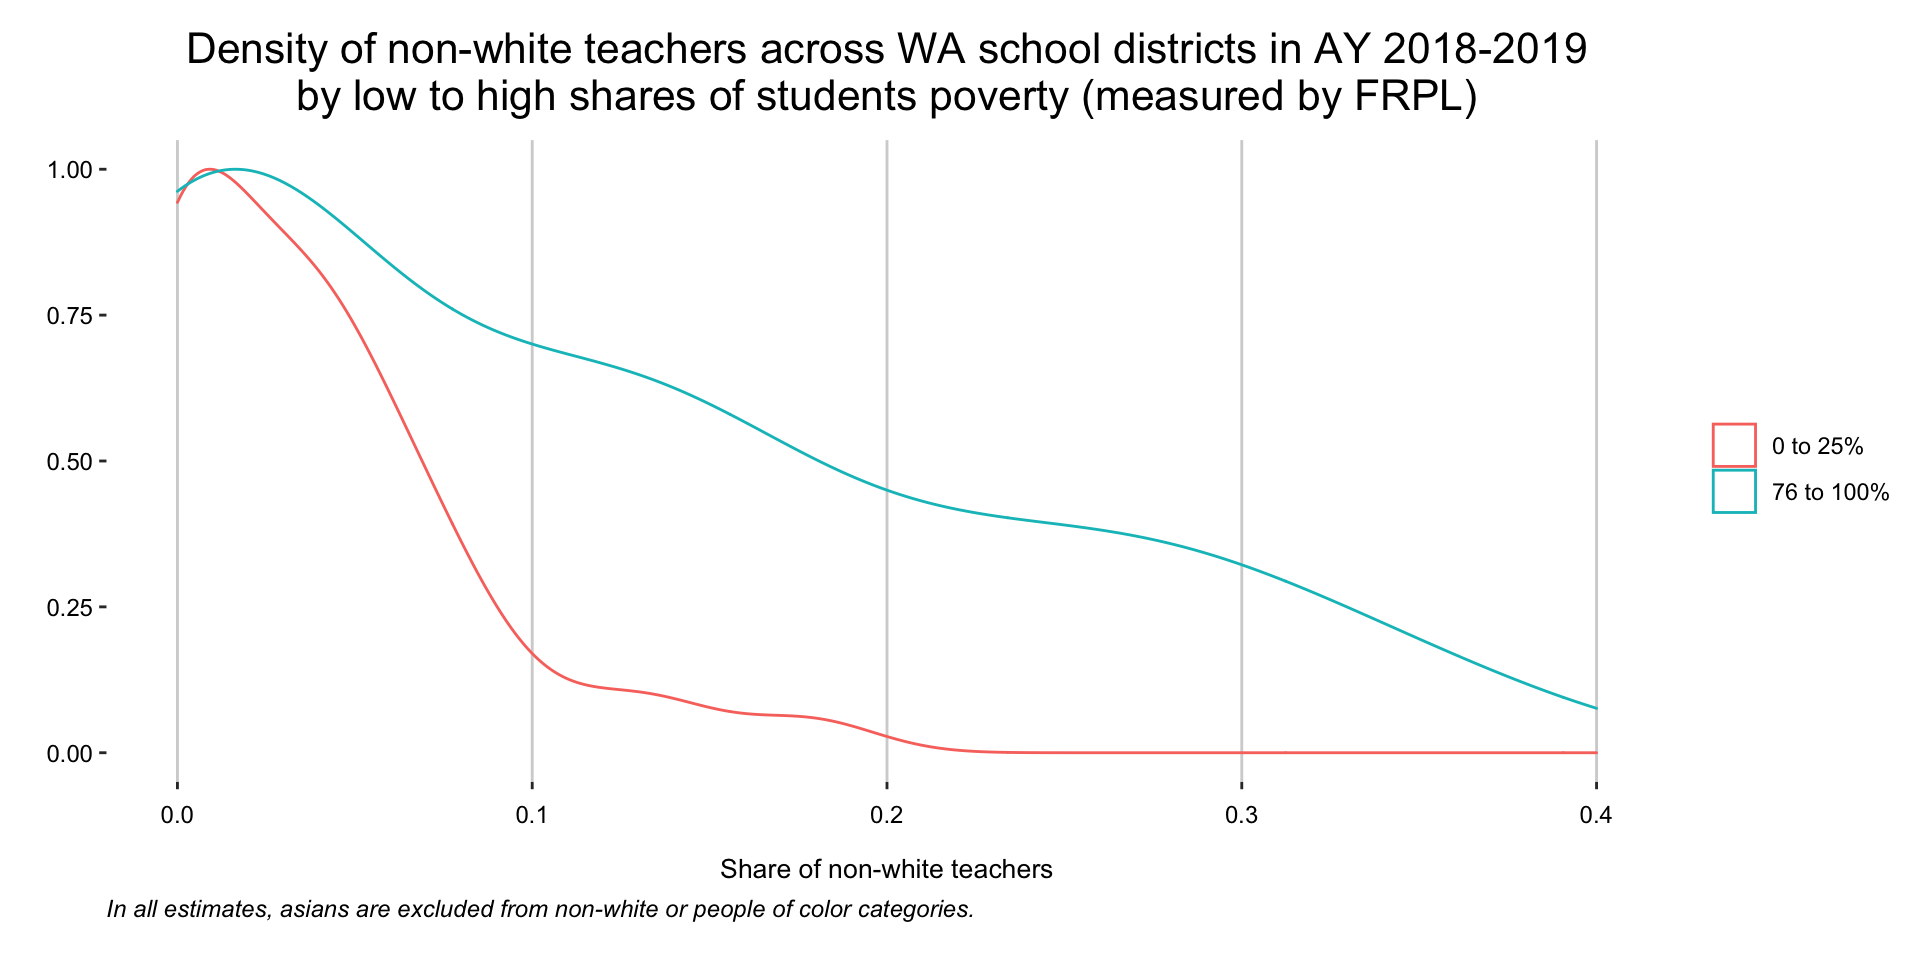 Density of non-white teachers across WA school districts in AY 2018-2019
by low to high shares of students poverty (measured by FRPL)
1.00
0.75
0.50
0.25
0.00
0.0
0.1
0.2
0.3
0.4
0 to 25%
76 to 100%
Share of non-white teachers
In all estimates, asians are excluded from non-white or people of color categories.